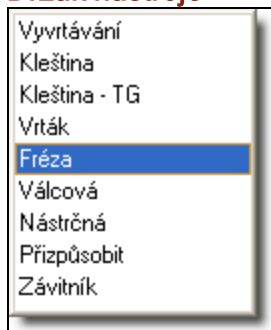 Vyvrtávání
Kleština
Kleština - TG
Vrták
Fréza
Válcová
Nástrčná
Přizpůsobit
Závitník